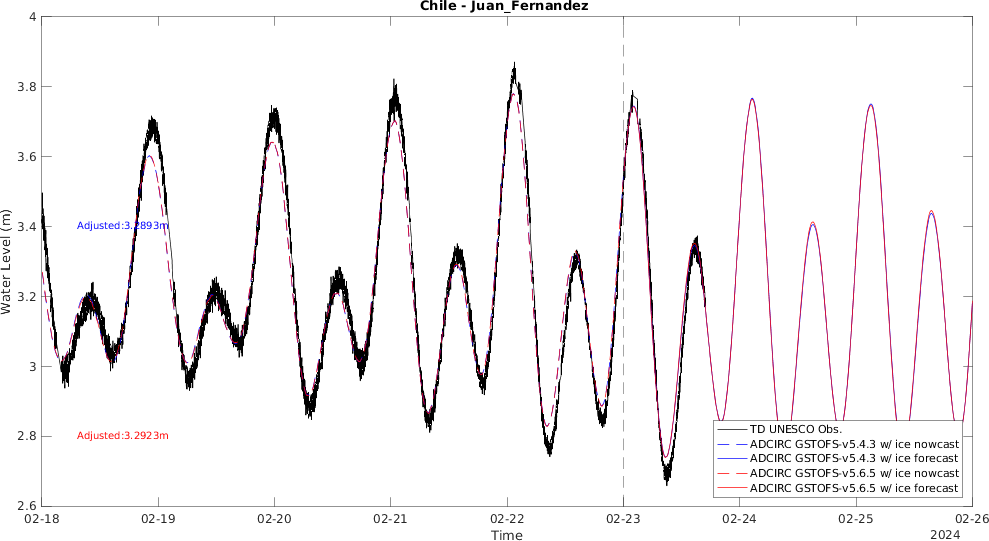 Chile - Juan_Fernandez
4
3.8
3.6
3.4
3.2
3
2.8
2.6
Water Level (m)
Adjusted:3.2893m
Adjusted:3.2923m
TD UNESCO Obs.
ADCIRC GSTOFS-v5.4.3 w/ ice nowcast
ADCIRC GSTOFS-v5.4.3 w/ ice forecast
ADCIRC GSTOFS-v5.6.5 w/ ice nowcast
ADCIRC GSTOFS-v5.6.5 w/ ice forecast
02-18 02-19 02-20 02-21 02-22 02-23 02-24 02-25 02-26
Time
2024